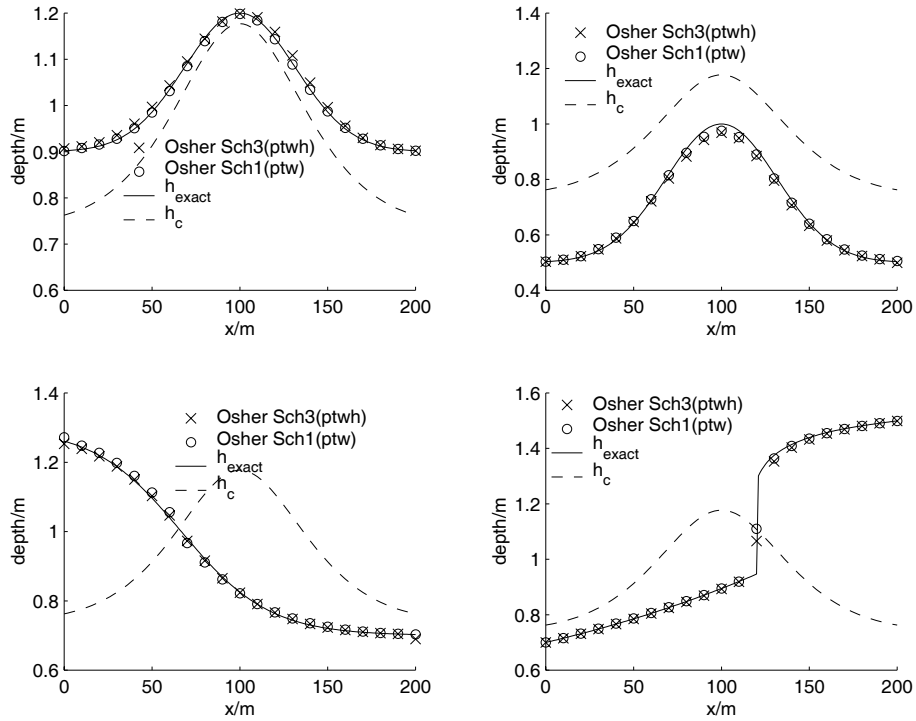 1.2
1.1
1
0.9
0.8
0.7
0.6
depth/m
0
50
100
150
200
x/m
Osher Sch3(ptwh)
Osher Sch1(ptw)
h_exact
h_c
1.4
1.2
1
0.8
0.6
0.4
depth/m
0
50
100
150
200
x/m
Osher Sch3(ptwh)
Osher Sch1(ptw)
h_exact
h_c
1.4
1.2
1
0.8
0.6
depth/m
0
50
100
150
200
x/m
Osher Sch3(ptwh)
Osher Sch1(ptw)
h_exact
h_c
1.6
1.4
1.2
1
0.8
0.6
depth/m
0
50
100
150
200
x/m
Osher Sch3(ptwh)
Osher Sch1(ptw)
h_exact
h_c